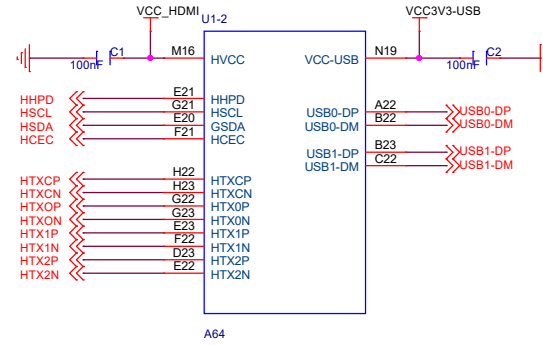 VCC_HDMI
VCC3V3-USB
U1-2
C1
100nF
M16
HVCC
VCC-USB
N19
C2
100nF
HHPD
E21
HHPD
HSCL
G21
HSCL
HSDA
E20
GSDA
HCEC
F21
HCEC
USB0-DP
A22
USB0-DP
USB0-DM
B22
USB0-DM
USB1-DP
B23
USB1-DP
USB1-DM
C22
USB1-DM
HTXCP
H22
HTXCP
HTXCN
H23
HTXCN
HTXOP
G22
HTX0P
HTXON
G23
HTX0N
HTX1P
E23
HTX1P
HTX1N
F22
HTX1N
HTX2P
D23
HTX2P
HTX2N
E22
HTX2N
A64